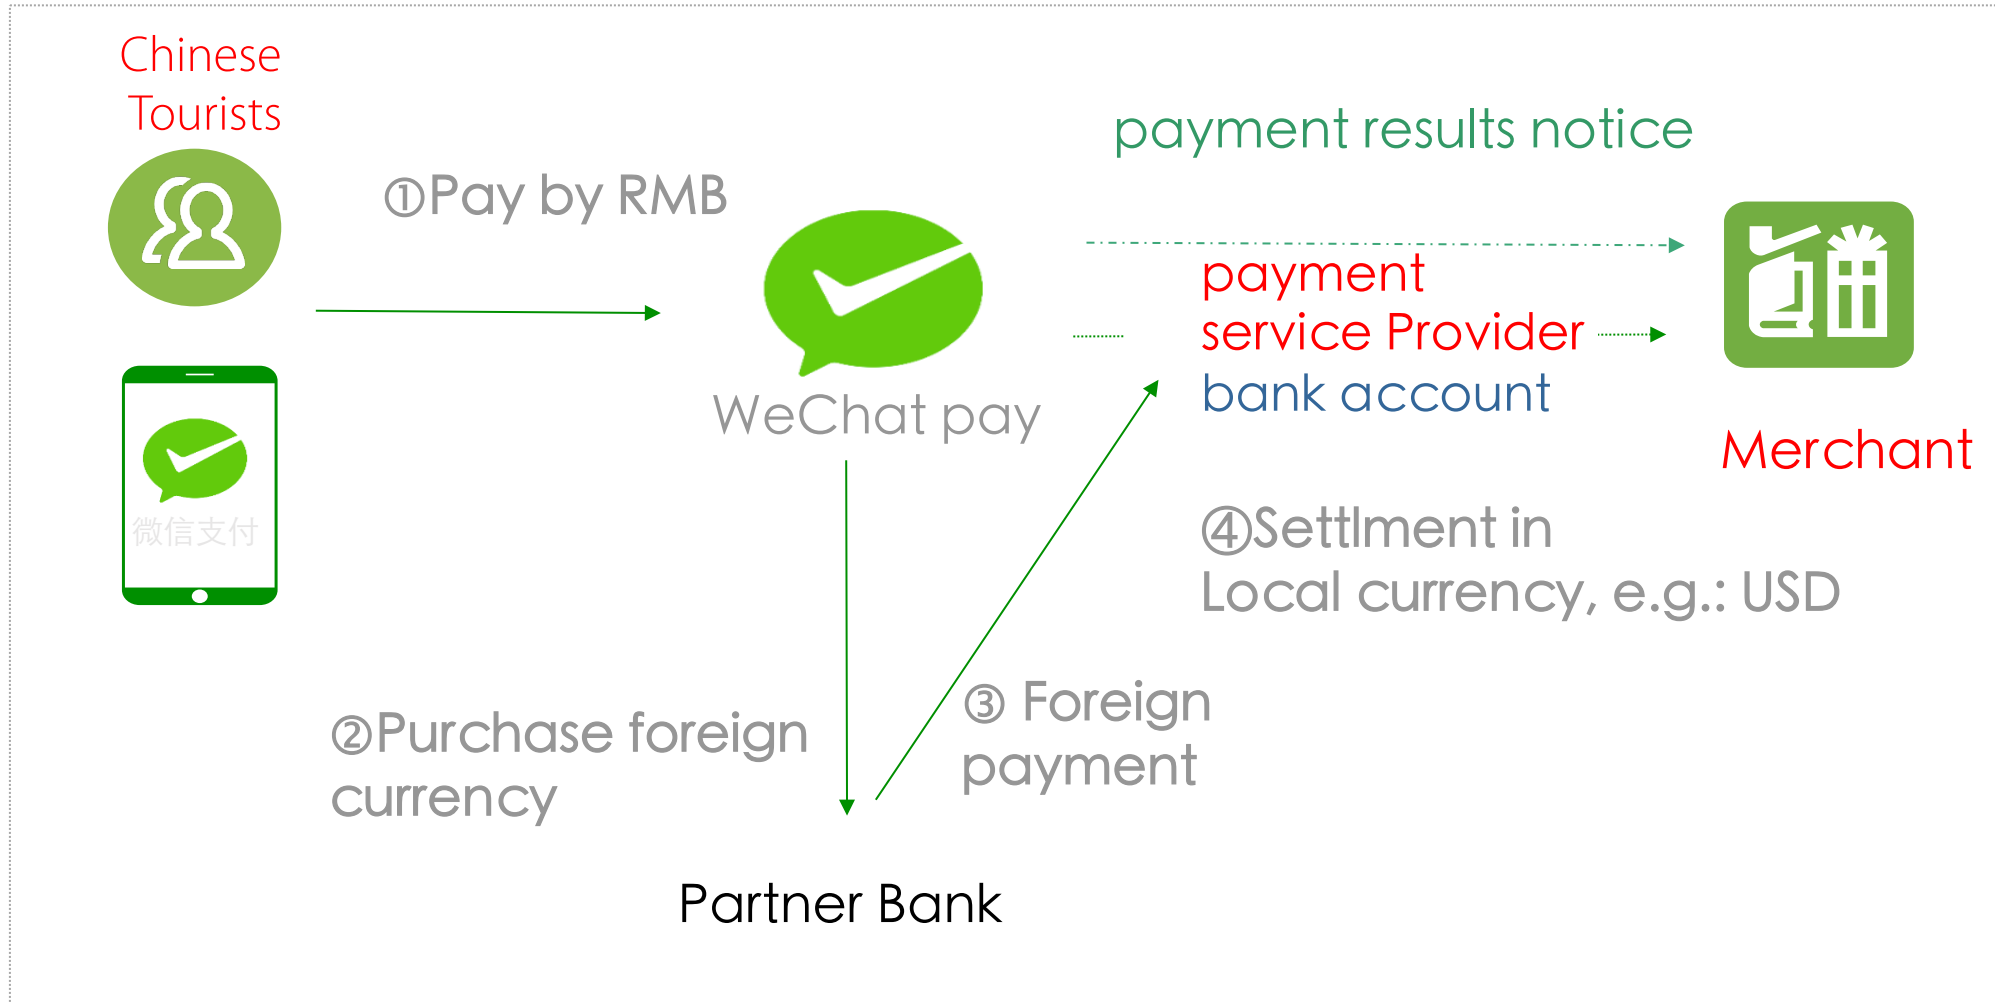 Chinese
Tourists
payment results notice
①Pay by RMB
payment
service Provider
bank account
WeChat pay
Merchant
微信支付
④Settlment in
Local currency, e.g.: USD
③ Foreign
payment
②Purchase foreign
currency
Partner Bank